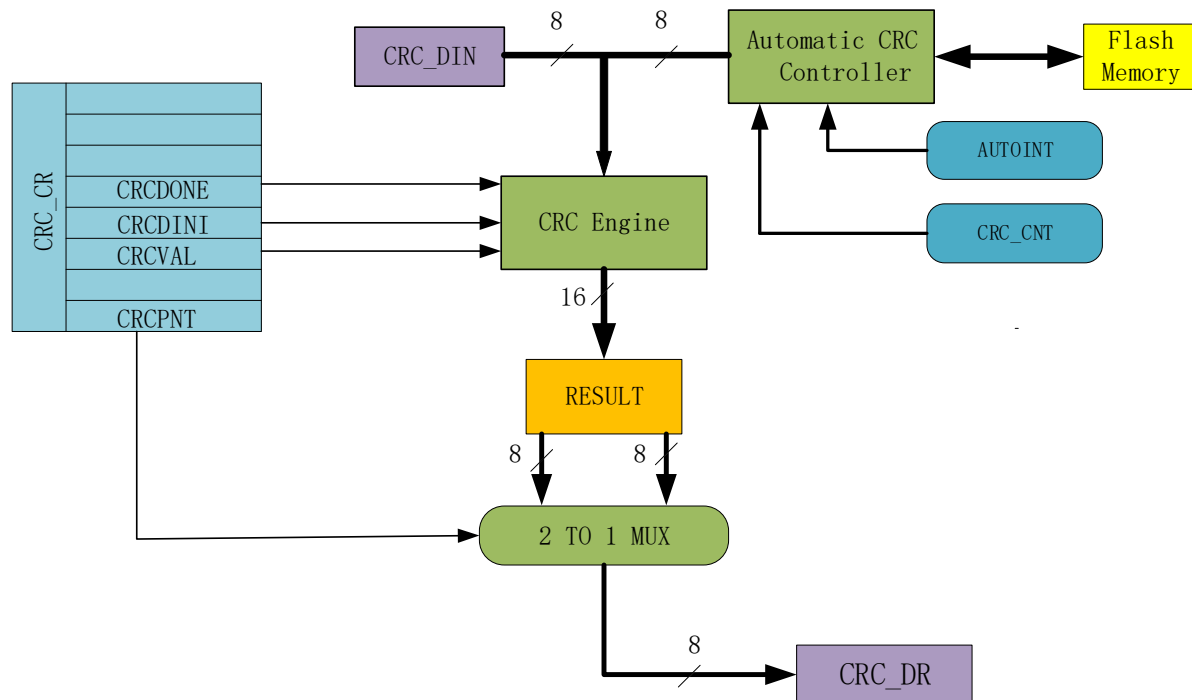 8
8
CRC_DIN
Automatic CRC
Controller
Flash
Memory
CRC_CR
CRCDONE
CRCDINI
CRCVAL
CRCPNT
CRC Engine
AUTOINT
CRC_CNT
16
-
RESULT
8
8
2 TO 1 MUX
8
CRC_DR